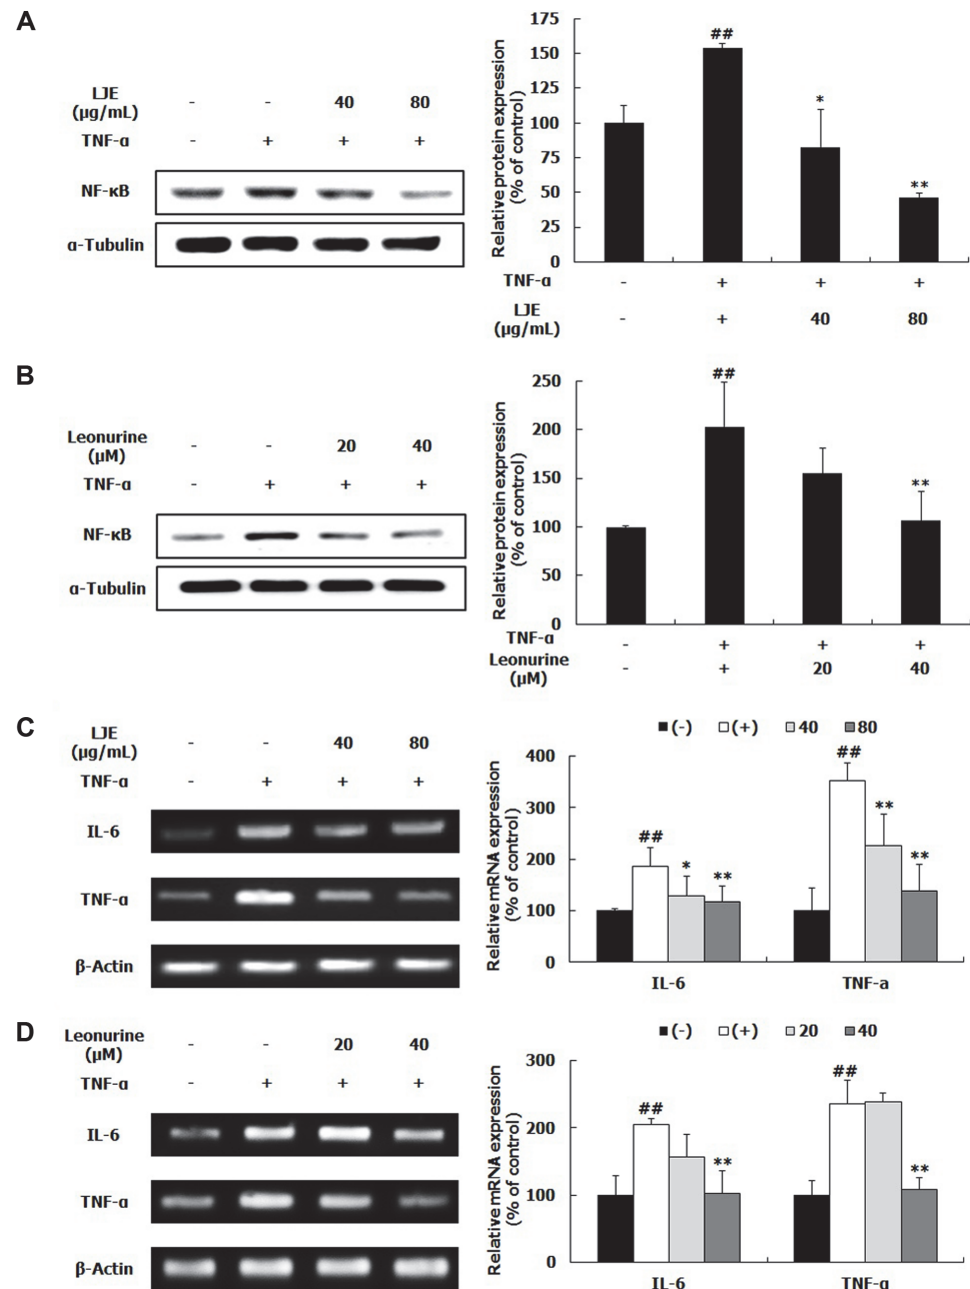 A
LJE
(µg/mL)
- - 40 80
TNF-α - + + +
NF-κB
α-Tubulin
Relative protein expression
(% of control)
175
150
125
100
75
50
25
0
##
*
**
TNF-α - + + +
LJE
(µg/mL)
- + 40 80
B
Leonurine
(µM)
- - 20 40
TNF-α - + + +
NF-κB
α-Tubulin
Relative protein expression
(% of control)
250
200
150
100
50
0
##
**
TNF-α - + + +
Leonurine
(µM)
- + 20 40
C
LJE
(µg/mL)
- - 40 80
TNF-α - + + +
IL-6
TNF-α
β-Actin
(-) (+) 40 80
Relative mRNA expression
(% of control)
400
300
200
100
0
## * **
## ** **
IL-6 TNF-a
D
Leonurine
(µM)
- - 20 40
TNF-α - + + +
IL-6
TNF-α
β-Actin
(-) (+) 20 40
Relative mRNA expression
(% of control)
300
200
100
0
## **
## **
IL-6 TNF-α